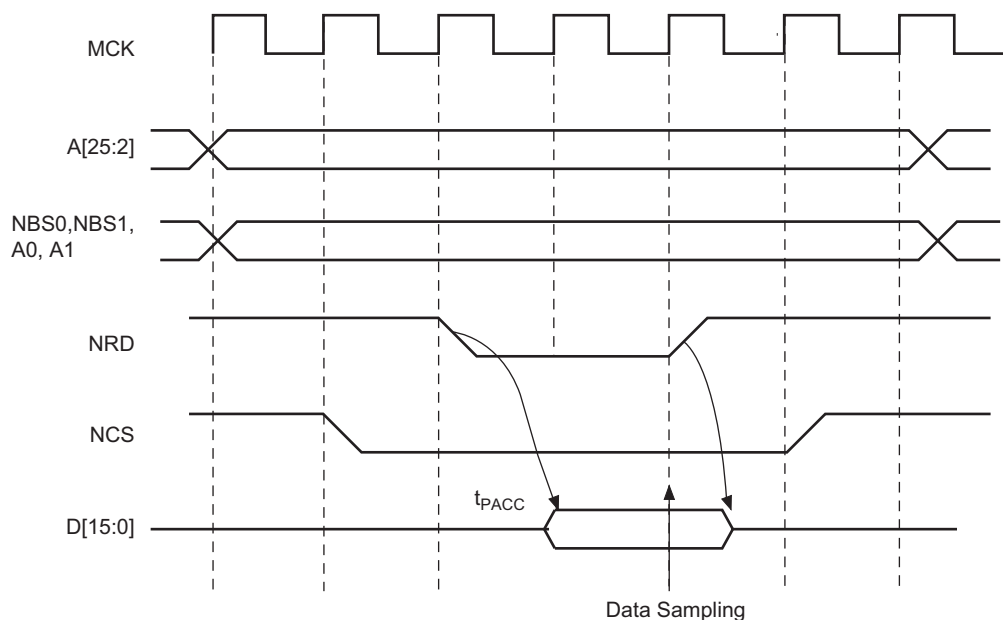 MCK
A[25:2]
NBS0,NBS1,
A0, A1
NRD
NCS
tPACC
D[15:0]
Data Sampling